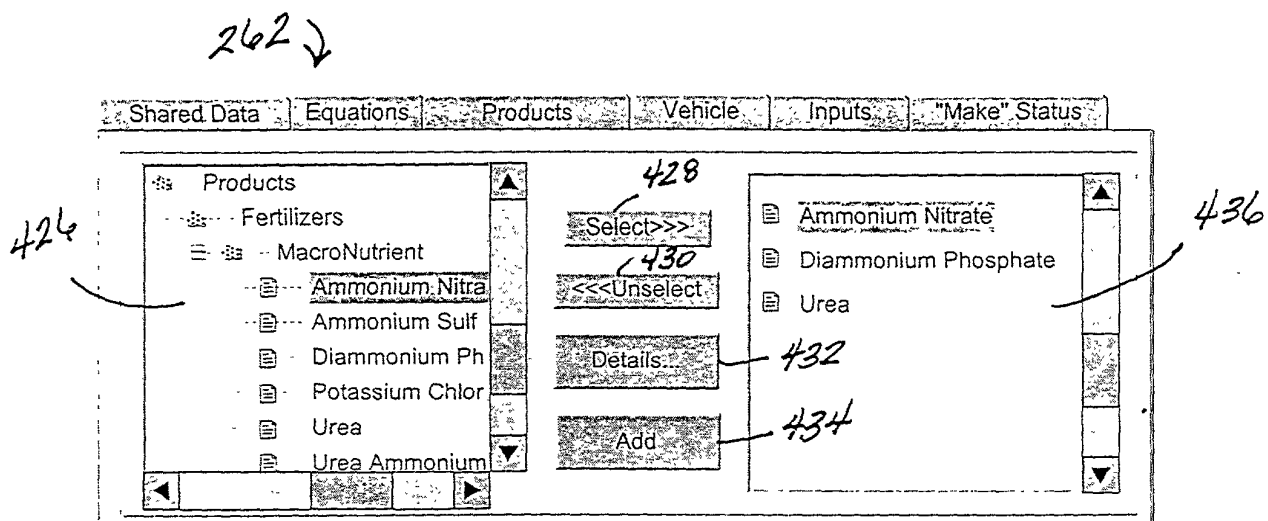 262
Shared Data Equations Products Vehicle Inputs "Make" Status
Products
Fertilizers
MacroNutrient
Ammonium Nitra
Ammonium Sulf
Diammonium Ph
Potassium Chlor
Urea
Urea Ammonium
426
428
Select>>>
430
<<<Unselect
Details...
432
Add
434
Ammonium Nitrate
Diammonium Phosphate
Urea
436